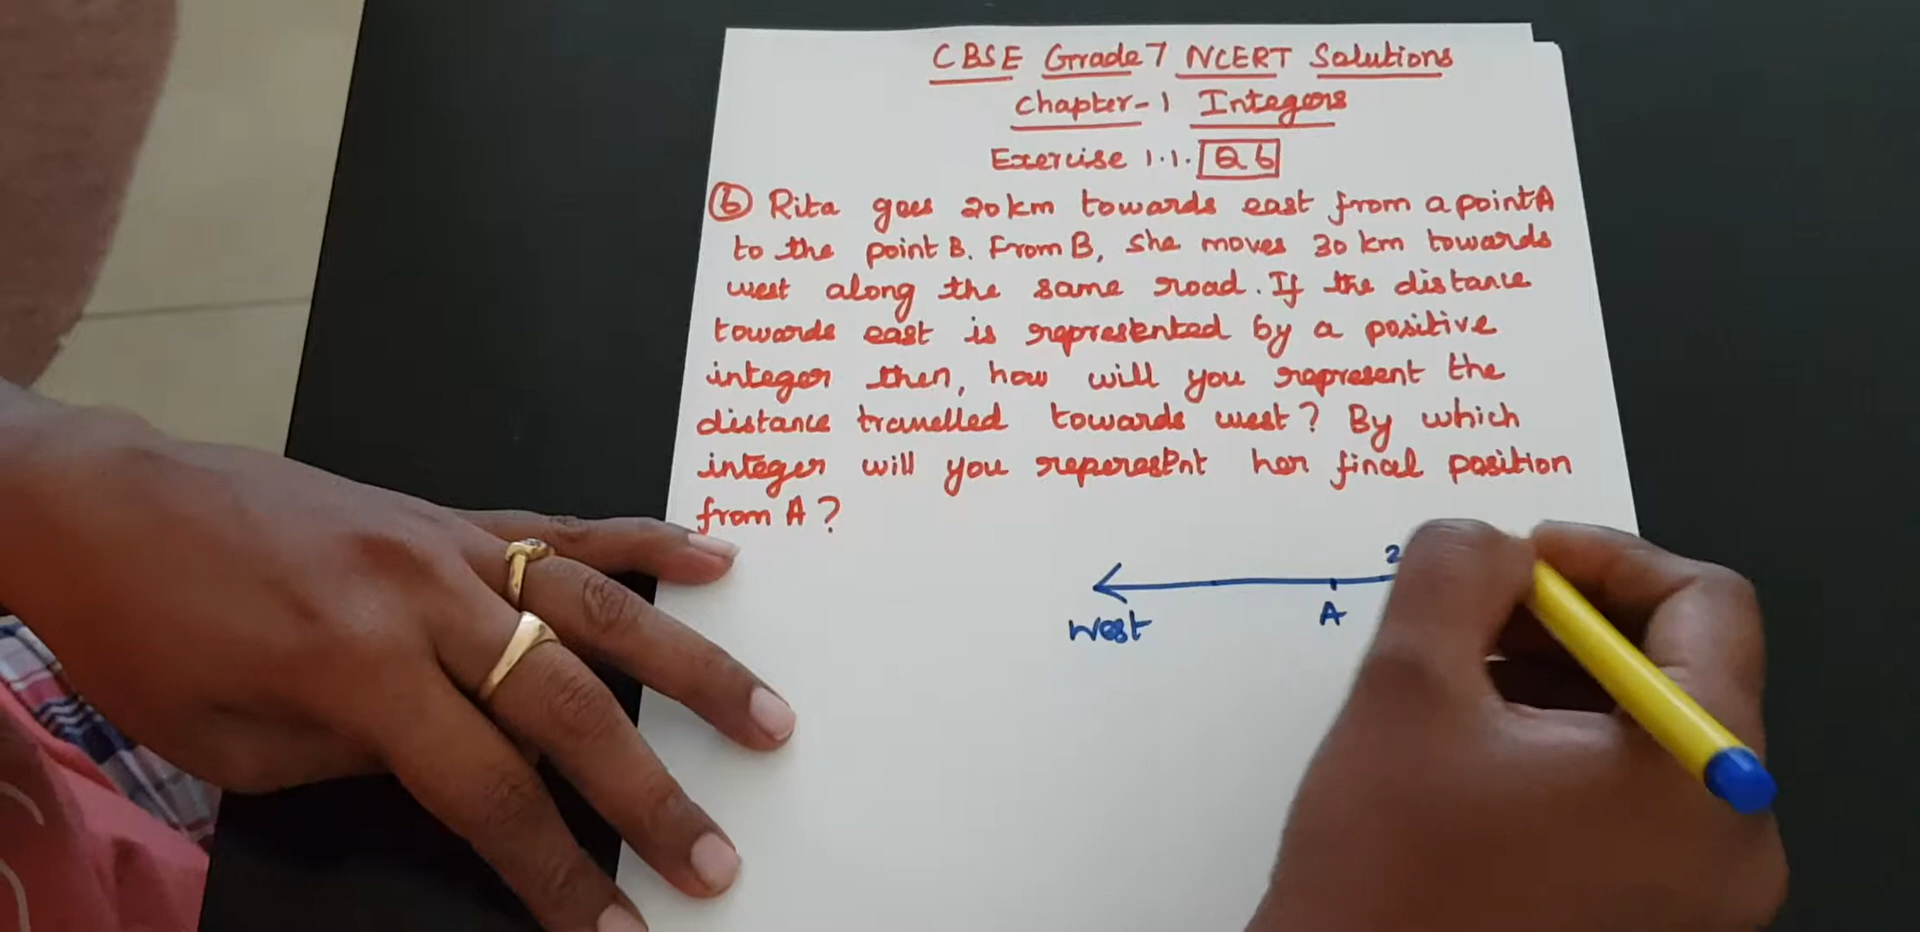 CBSE Grade 7 NCERT Solutions
Chapter-1 Integers
Exercise 1.1. Q6
6 Rita goes 20km towards east from a point A
to the point B. From B, she moves 30 km towards
west along the same road. If the distance
towards east is represented by a positive
integer then, how will you represent the
distance travelled towards west? By which
integer will you represent her final position
from A?
2
West A